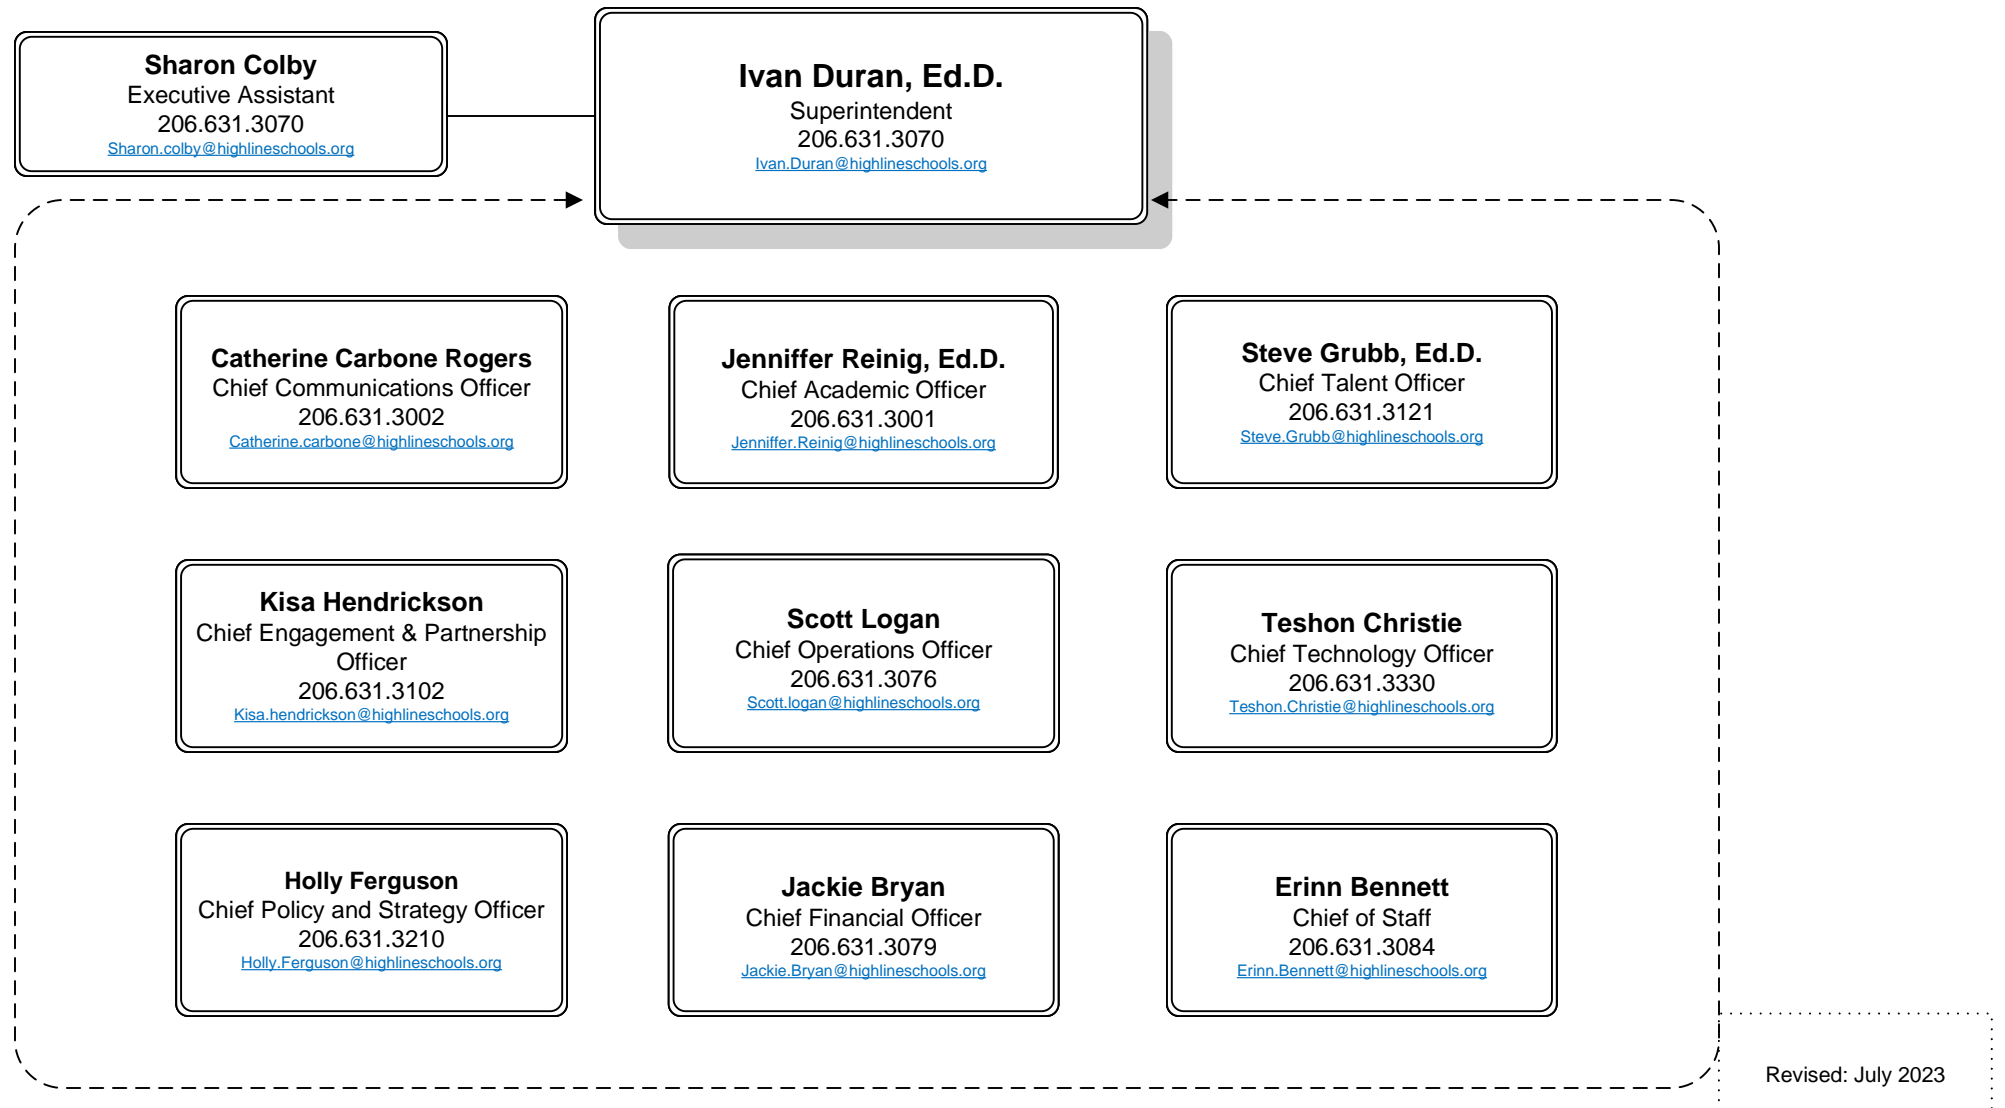 Sharon Colby
Executive Assistant
206.631.3070
Sharon.colby@highlineschools.org
Ivan Duran, Ed.D.
Superintendent
206.631.3070
Ivan.Duran@highlineschools.org
Catherine Carbone Rogers
Chief Communications Officer
206.631.3002
Catherine.carbone@highlineschools.org
Jenniffer Reinig, Ed.D.
Chief Academic Officer
206.631.3001
Jenniffer.Reinig@highlineschools.org
Steve Grubb, Ed.D.
Chief Talent Officer
206.631.3121
Steve.Grubb@highlineschools.org
Kisa Hendrickson
Chief Engagement & Partnership
Officer
206.631.3102
Kisa.hendrickson@highlineschools.org
Scott Logan
Chief Operations Officer
206.631.3076
Scott.logan@highlineschools.org
Teshon Christie
Chief Technology Officer
206.631.3330
Teshon.Christie@highlineschools.org
Holly Ferguson
Chief Policy and Strategy Officer
206.631.3210
Holly.Ferguson@highlineschools.org
Jackie Bryan
Chief Financial Officer
206.631.3079
Jackie.Bryan@highlineschools.org
Erinn Bennett
Chief of Staff
206.631.3084
Erinn.Bennett@highlineschools.org
Revised: July 2023